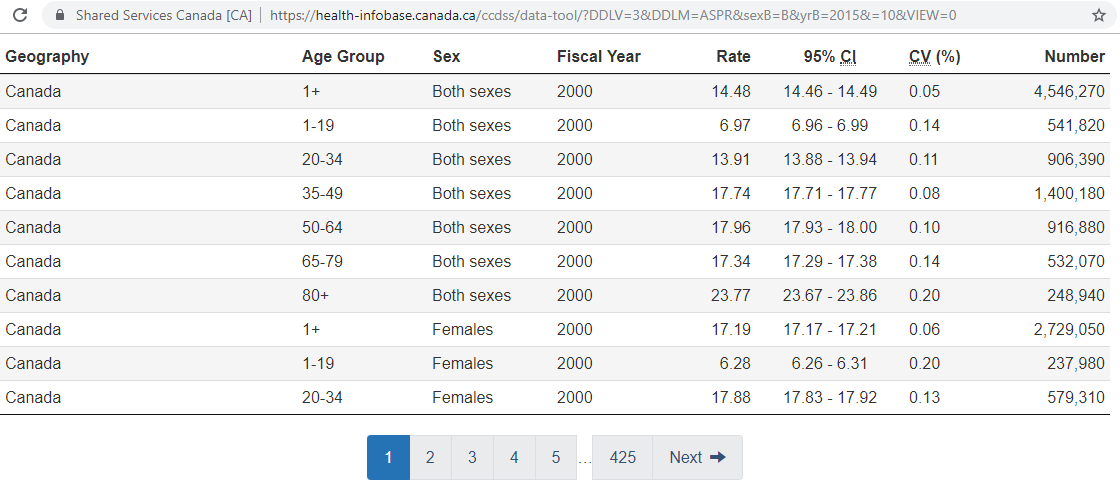 Shared Services Canada [CA] | https://health-infobase.canada.ca/ccdss/data-tool/?DDLV=3&DDLM=ASPR&sexB=B&yrB=2015&=10&VIEW=0
Geography Age Group Sex Fiscal Year Rate 95% CI CV (%) Number
Canada 1+ Both sexes 2000 14.48 14.46 - 14.49 0.05 4,546,270
Canada 1-19 Both sexes 2000 6.97 6.96 - 6.99 0.14 541,820
Canada 20-34 Both sexes 2000 13.91 13.88 - 13.94 0.11 906,390
Canada 35-49 Both sexes 2000 17.74 17.71 - 17.77 0.08 1,400,180
Canada 50-64 Both sexes 2000 17.96 17.93 - 18.00 0.10 916,880
Canada 65-79 Both sexes 2000 17.34 17.29 - 17.38 0.14 532,070
Canada 80+ Both sexes 2000 23.77 23.67 - 23.86 0.20 248,940
Canada 1+ Females 2000 17.19 17.17 - 17.21 0.06 2,729,050
Canada 1-19 Females 2000 6.28 6.26 - 6.31 0.20 237,980
Canada 20-34 Females 2000 17.88 17.83 - 17.92 0.13 579,310
1 2 3 4 5 ... 425 Next →